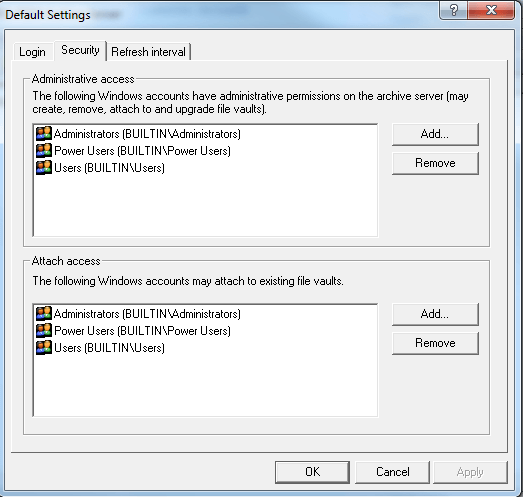 Default Settings
?
Login
Security
Refresh interval
Administrative access
The following Windows accounts have administrative permissions on the archive server (may
create, remove, attach to and upgrade file vaults).
Administrators (BUILTIN\Administrators)
Power Users (BUILTIN\Power Users)
Users (BUILTIN\Users)
Add...
Remove
Attach access
The following Windows accounts may attach to existing file vaults.
Administrators (BUILTIN\Administrators)
Power Users (BUILTIN\Power Users)
Users (BUILTIN\Users)
Add...
Remove
OK
Cancel
Apply